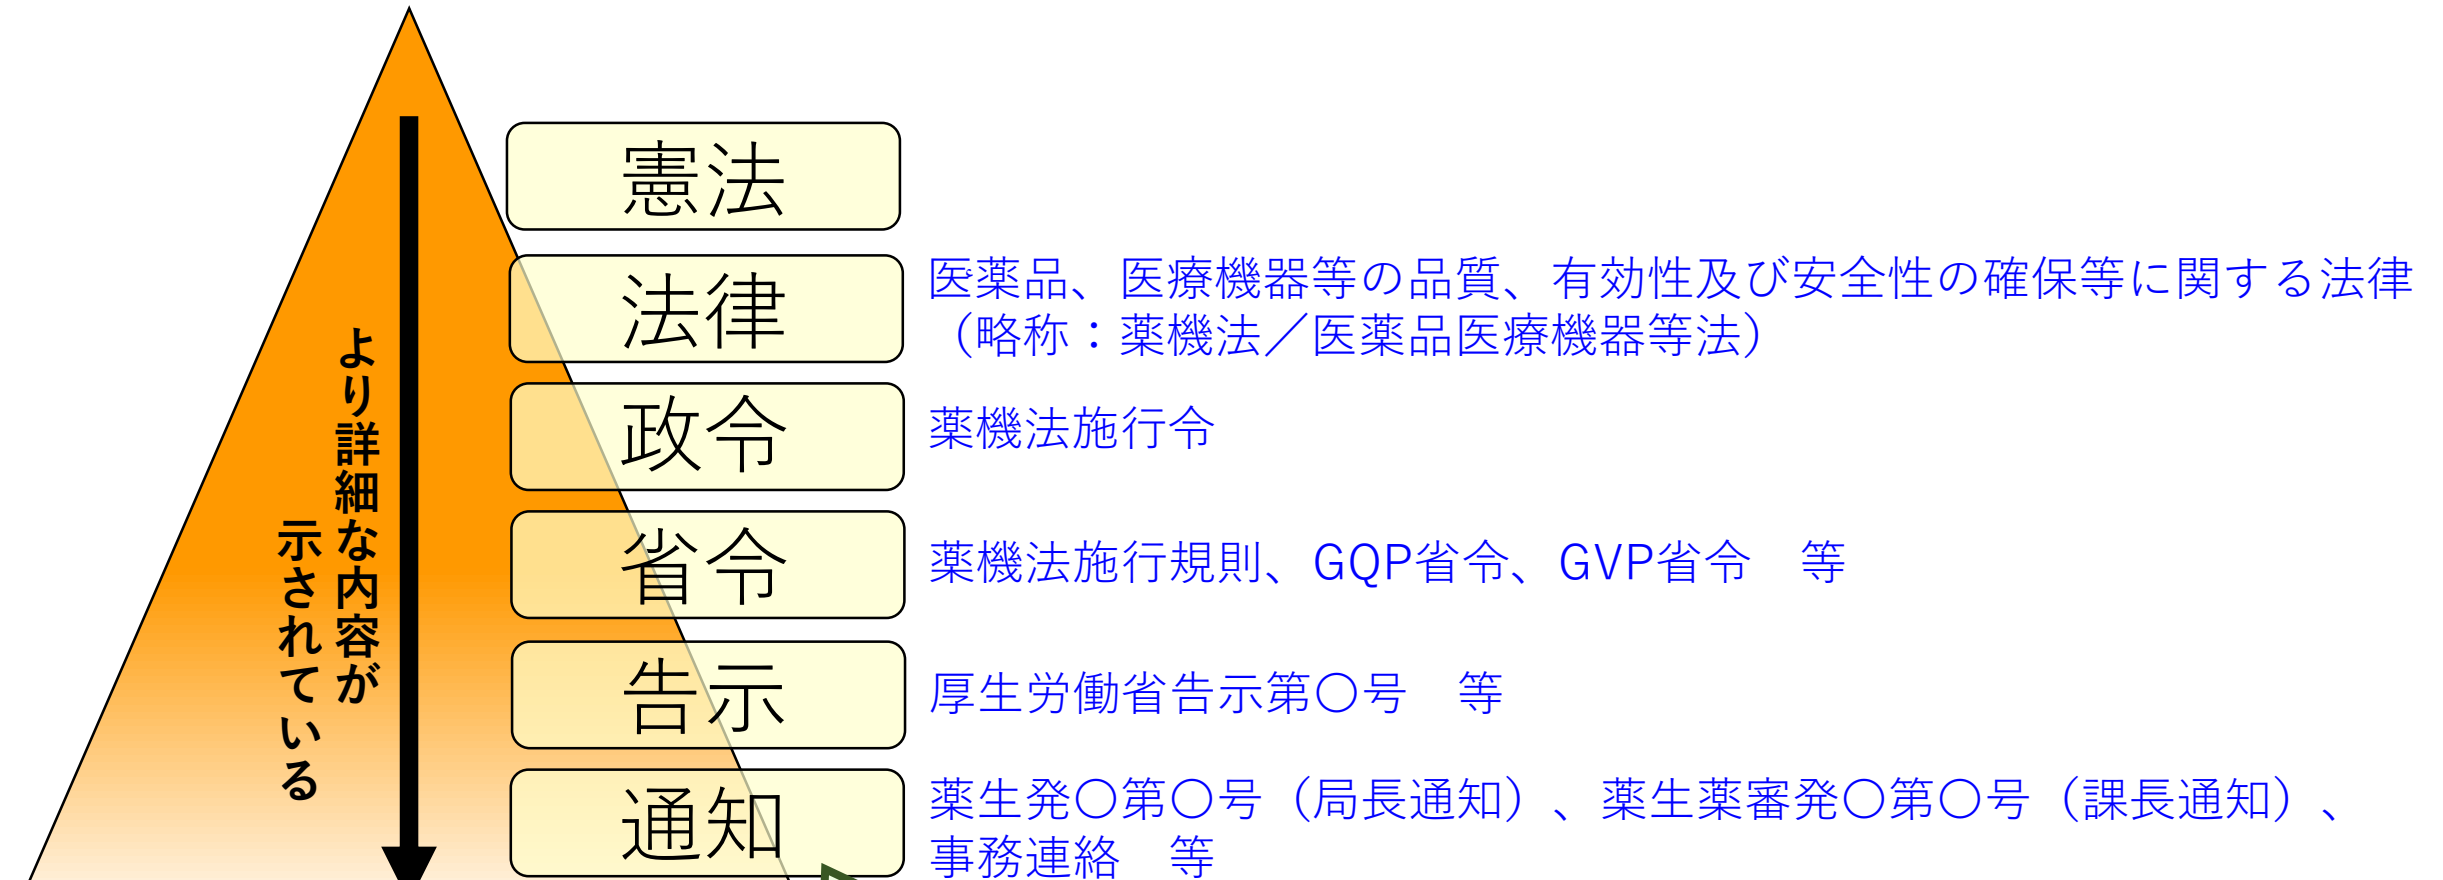 より詳細な内容が
示されている
憲法
法律
医薬品、医療機器等の品質、有効性及び安全性の確保等に関する法律
（略称：薬機法／医薬品医療機器等法）
政令
薬機法施行令
省令
薬機法施行規則、GQP省令、GVP省令　等
告示
厚生労働省告示第〇号　等
通知
薬生発〇第〇号（局長通知）、薬生薬審発〇第〇号（課長通知）、
事務連絡　等